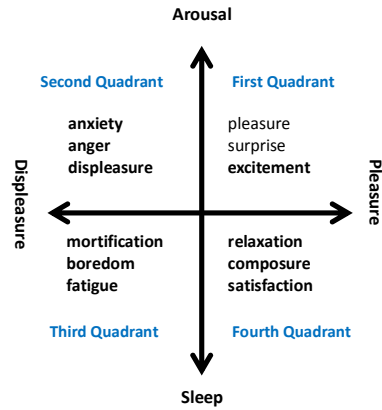 Arousal
Second Quadrant
First Quadrant
anxiety
anger
displeasure
pleasure
surprise
excitement
Displeasure
Pleasure
mortification
boredom
fatigue
relaxation
composure
satisfaction
Third Quadrant
Fourth Quadrant
Sleep